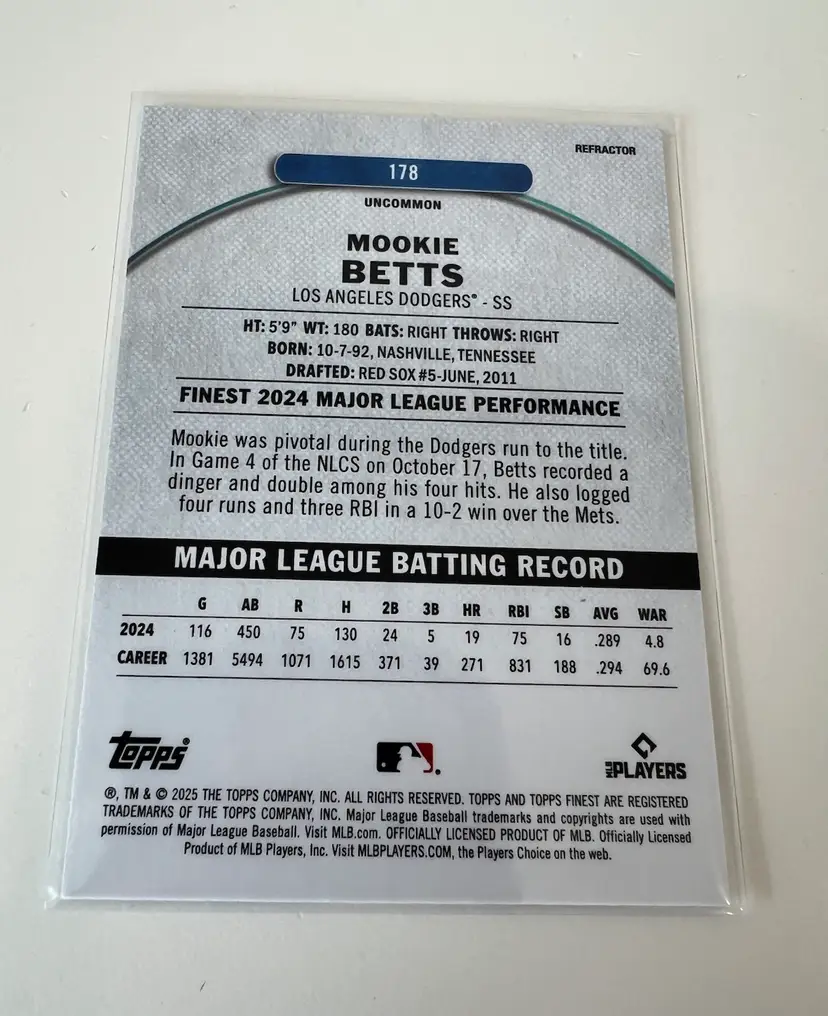 REFRACTOR
178
UNCOMMON
MOOKIE
BETTS
LOS ANGELES DODGERS® - SS
HT: 5'9" WT: 180 BATS: RIGHT THROWS: RIGHT
BORN: 10-7-92, NASHVILLE, TENNESSEE
DRAFTED: RED SOX #5-JUNE, 2011
FINEST 2024 MAJOR LEAGUE PERFORMANCE
Mookie was pivotal during the Dodgers run to the title.
In Game 4 of the NLCS on October 17, Betts recorded a
dinger and double among his four hits. He also logged
four runs and three RBI in a 10-2 win over the Mets.
MAJOR LEAGUE BATTING RECORD
G AB R H 2B 3B HR RBI SB AVG WAR
2024 116 450 75 130 24 5 19 75 16 .289 4.8
CAREER 1381 5494 1071 1615 371 39 271 831 188 .294 69.6
Topps
MLB PLAYERS
®, TM & © 2025 THE TOPPS COMPANY, INC. ALL RIGHTS RESERVED. TOPPS AND TOPPS FINEST ARE REGISTERED
TRADEMARKS OF THE TOPPS COMPANY, INC. Major League Baseball trademarks and copyrights are used with
permission of Major League Baseball. Visit MLB.com. OFFICIALLY LICENSED PRODUCT OF MLB. Officially Licensed
Product of MLB Players, Inc. Visit MLBPLAYERS.COM, the Players Choice on the web.